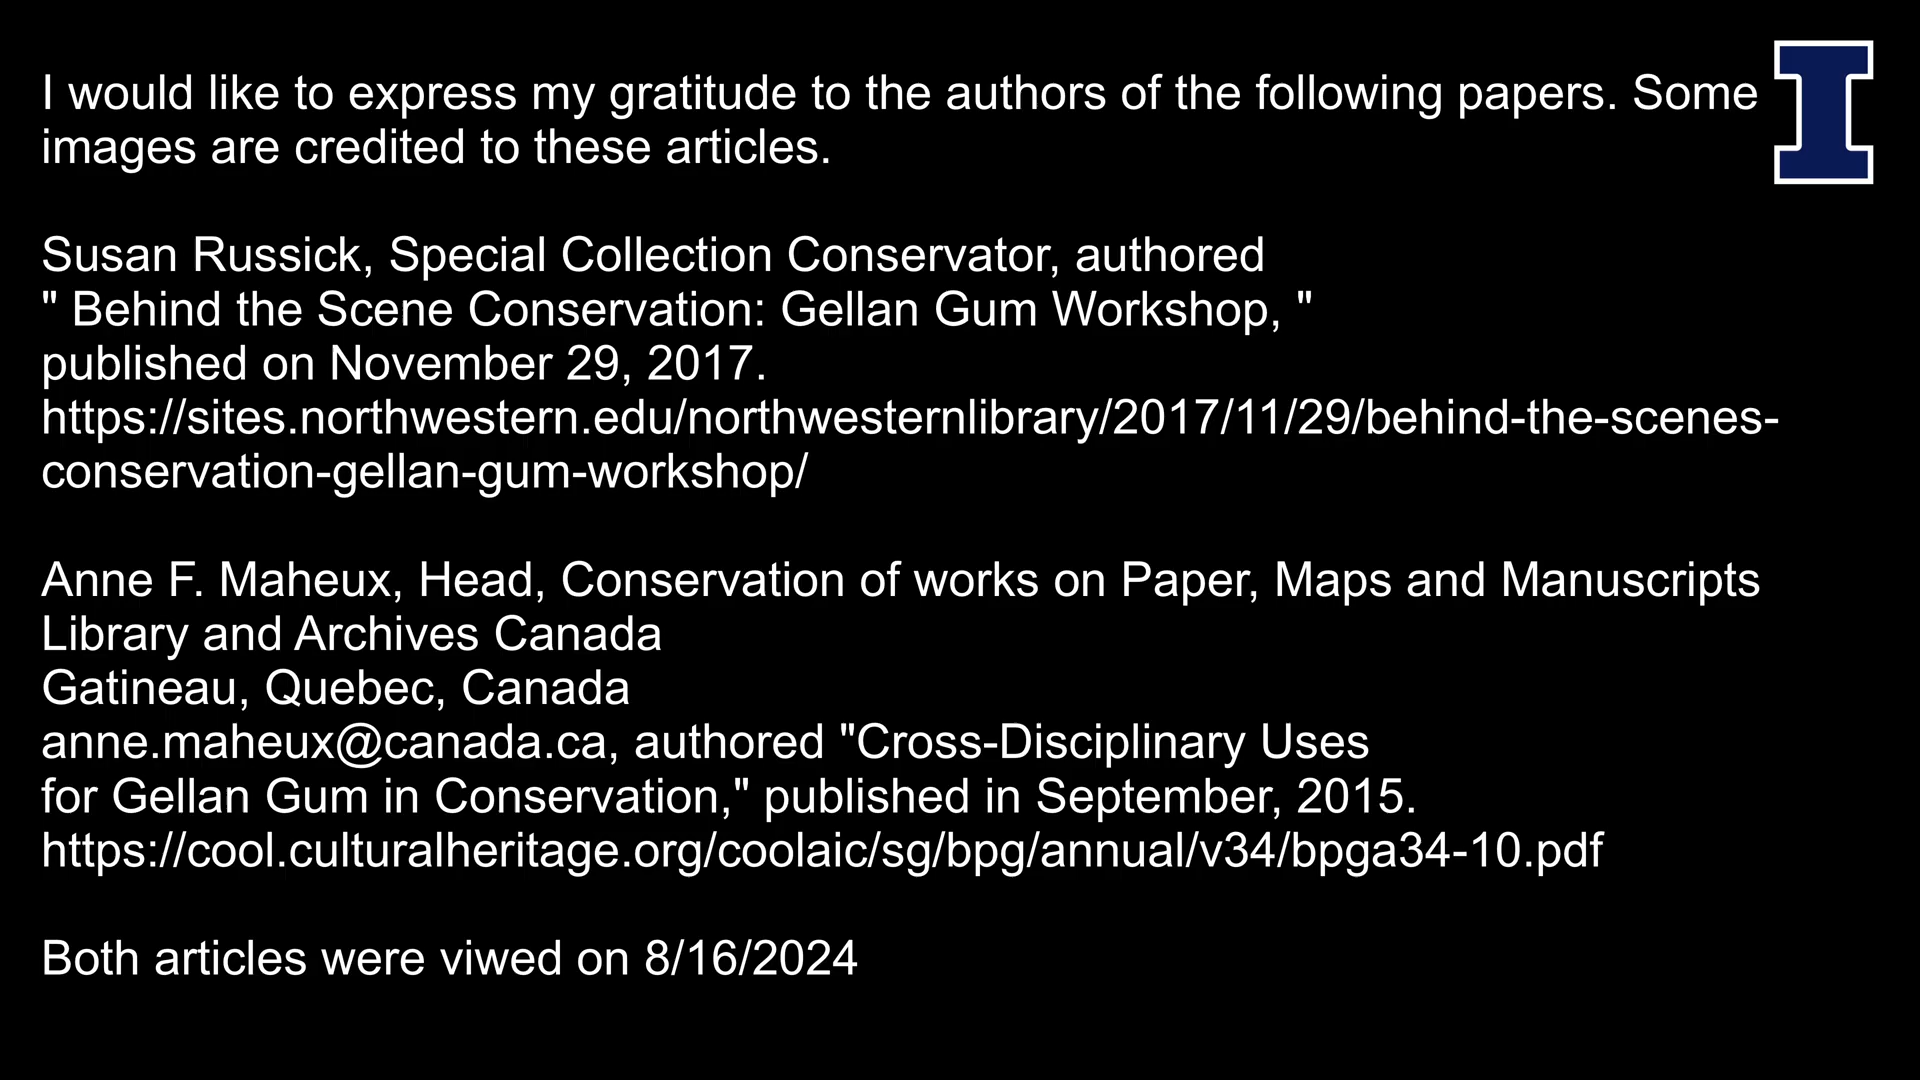 I would like to express my gratitude to the authors of the following papers. Some
images are credited to these articles.
Susan Russick, Special Collection Conservator, authored
" Behind the Scene Conservation: Gellan Gum Workshop, "
published on November 29, 2017.
https://sites.northwestern.edu/northwesternlibrary/2017/11/29/behind-the-scenes-
conservation-gellan-gum-workshop/
Anne F. Maheux, Head, Conservation of works on Paper, Maps and Manuscripts
Library and Archives Canada
Gatineau, Quebec, Canada
anne.maheux@canada.ca, authored "Cross-Disciplinary Uses
for Gellan Gum in Conservation," published in September, 2015.
https://cool.culturalheritage.org/coolaic/sg/bpg/annual/v34/bpga34-10.pdf
Both articles were viwed on 8/16/2024
I